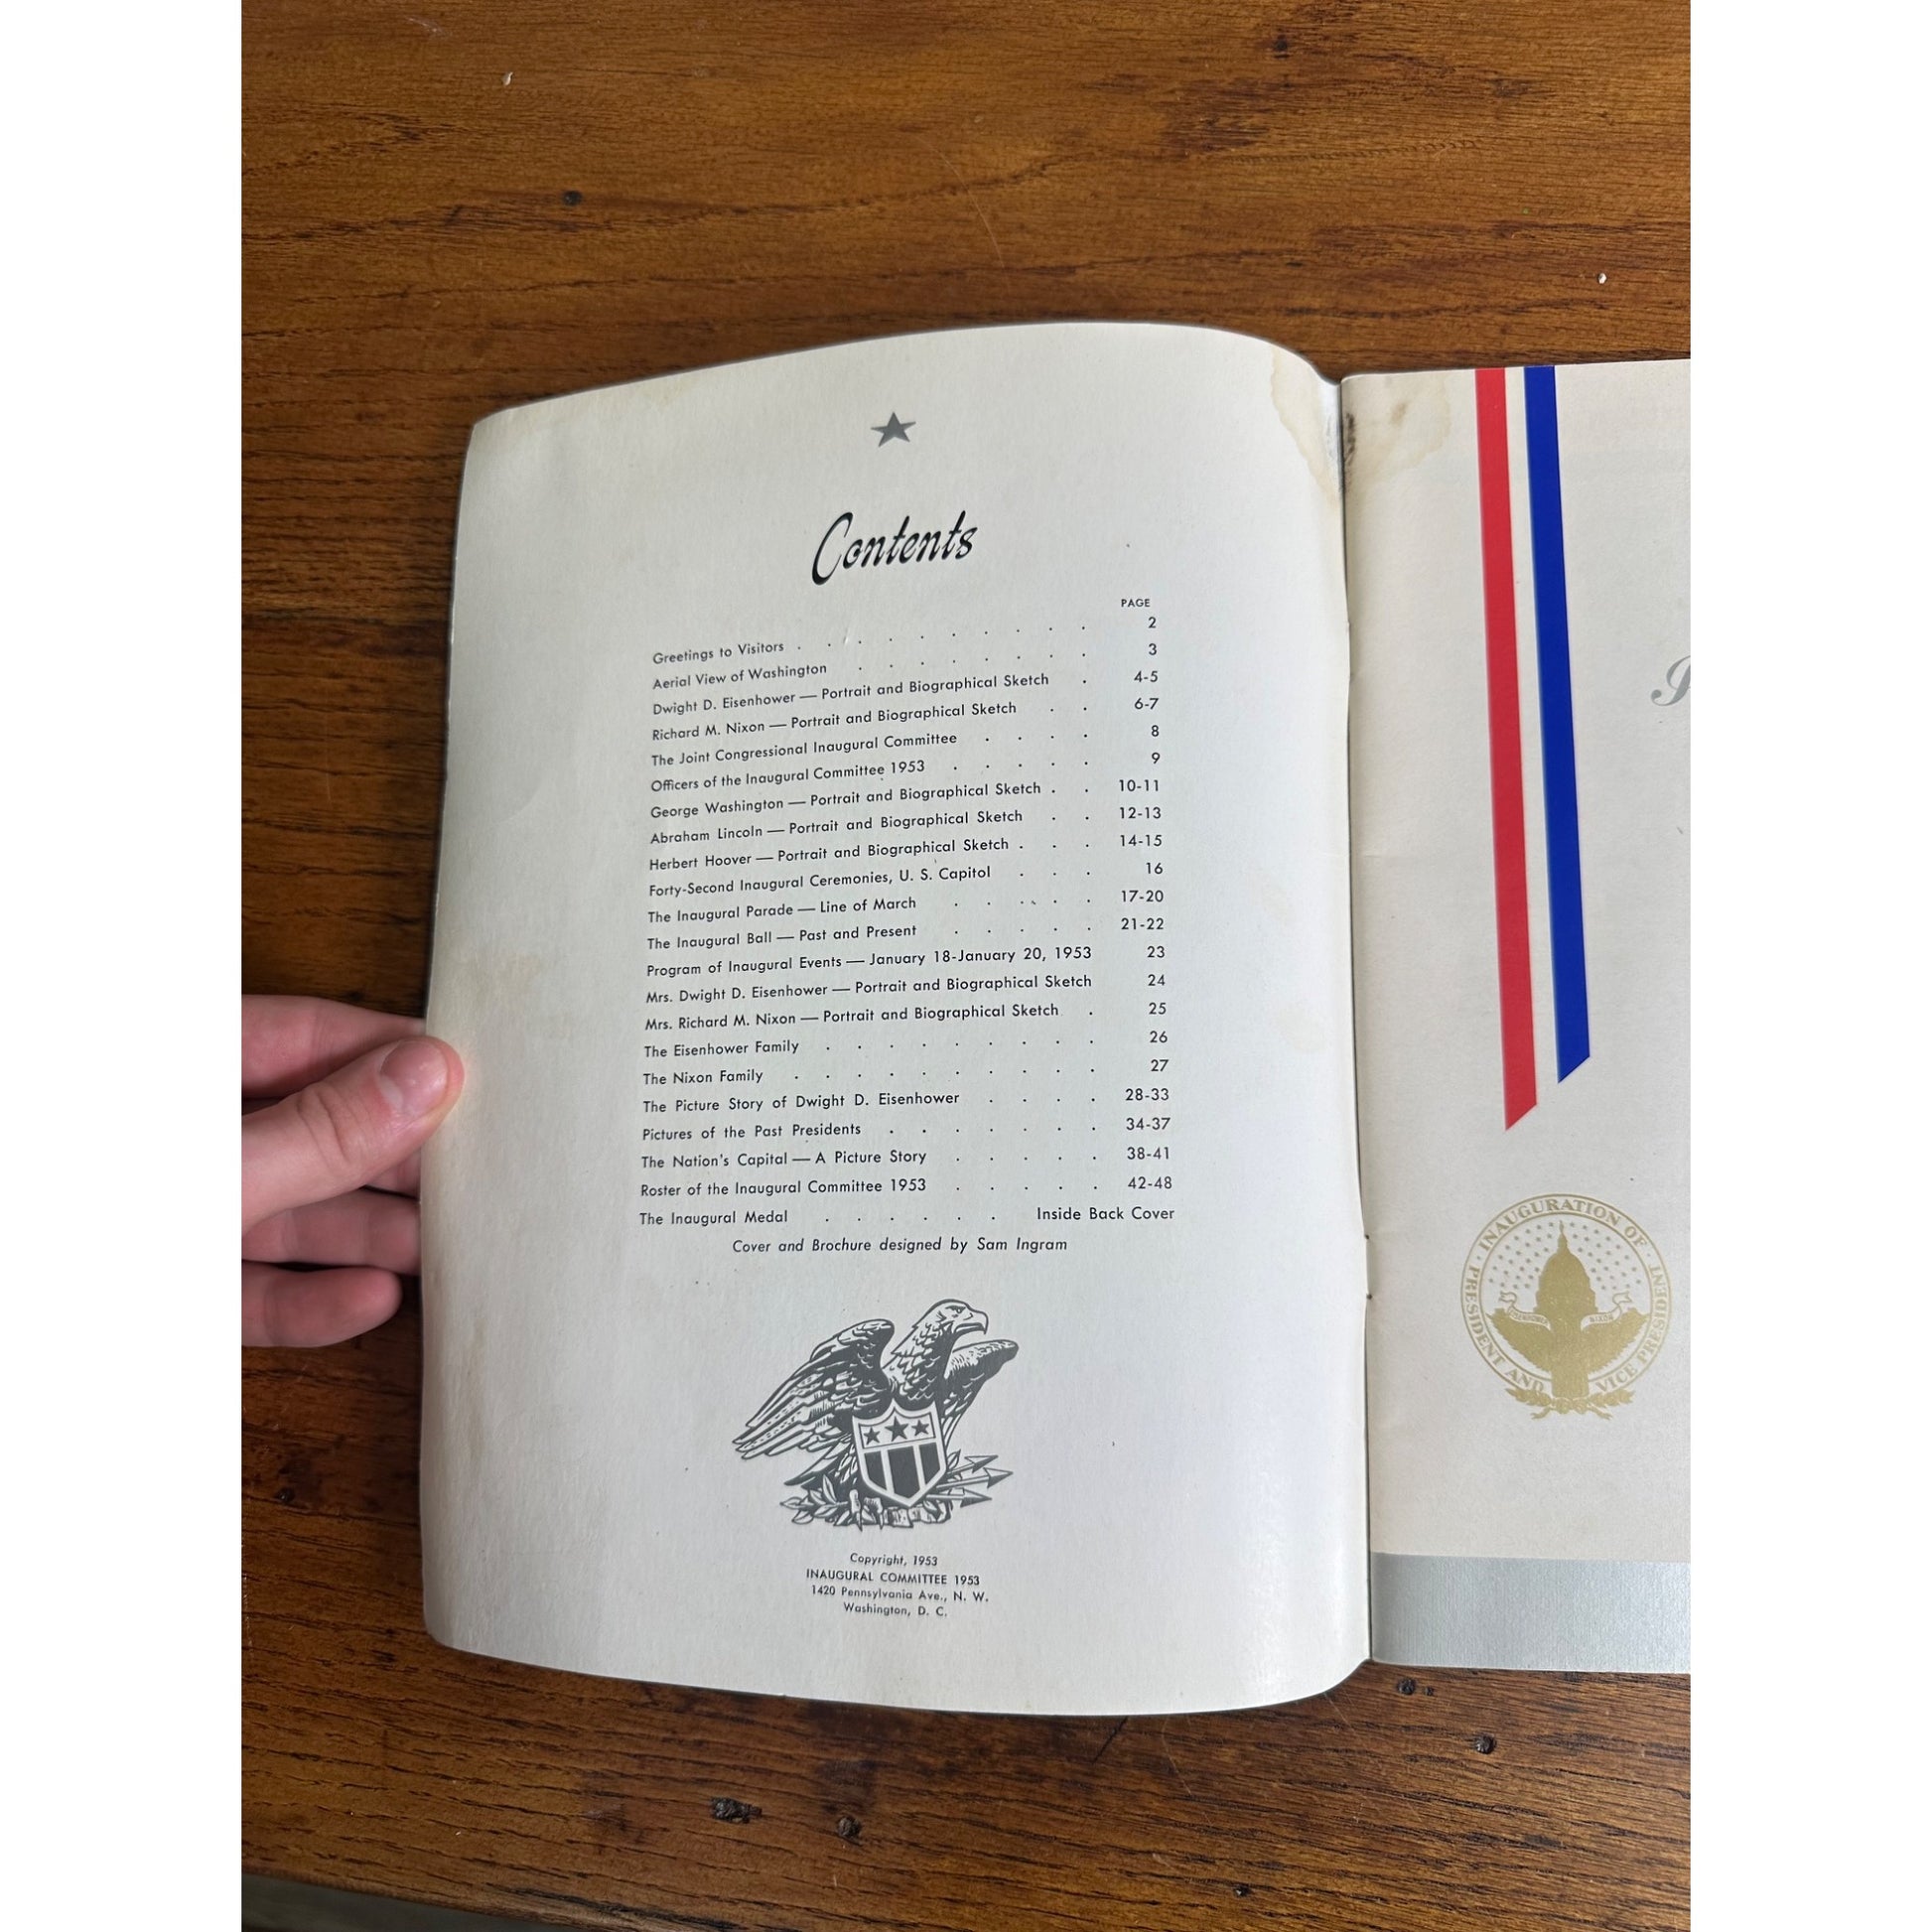 Contents
PAGE
Greetings to Visitors . . . . . . . . . . 2
Aerial View of Washington . . . . . . . . 3
Dwight D. Eisenhower — Portrait and Biographical Sketch . 4-5
Richard M. Nixon — Portrait and Biographical Sketch . . 6-7
The Joint Congressional Inaugural Committee . . . . 8
Officers of the Inaugural Committee 1953 . . . . . 9
George Washington — Portrait and Biographical Sketch . . 10-11
Abraham Lincoln — Portrait and Biographical Sketch . . 12-13
Herbert Hoover — Portrait and Biographical Sketch . . . 14-15
Forty-Second Inaugural Ceremonies, U. S. Capitol . . . 16
The Inaugural Parade — Line of March . . . . . 17-20
The Inaugural Ball — Past and Present . . . . . 21-22
Program of Inaugural Events — January 18-January 20, 1953 23
Mrs. Dwight D. Eisenhower — Portrait and Biographical Sketch 24
Mrs. Richard M. Nixon — Portrait and Biographical Sketch . 25
The Eisenhower Family . . . . . . . . . 26
The Nixon Family . . . . . . . . . . 27
The Picture Story of Dwight D. Eisenhower . . . . 28-33
Pictures of the Past Presidents . . . . . . . 34-37
The Nation's Capital — A Picture Story . . . . . 38-41
Roster of the Inaugural Committee 1953 . . . . . 42-48
The Inaugural Medal . . . . . . Inside Back Cover
Cover and Brochure designed by Sam Ingram
Copyright, 1953
INAUGURAL COMMITTEE 1953
1420 Pennsylvania Ave., N. W.
Washington, D. C.
· INAUGURATION OF · PRESIDENT AND VICE PRESIDENT
EISENHOWER NIXON